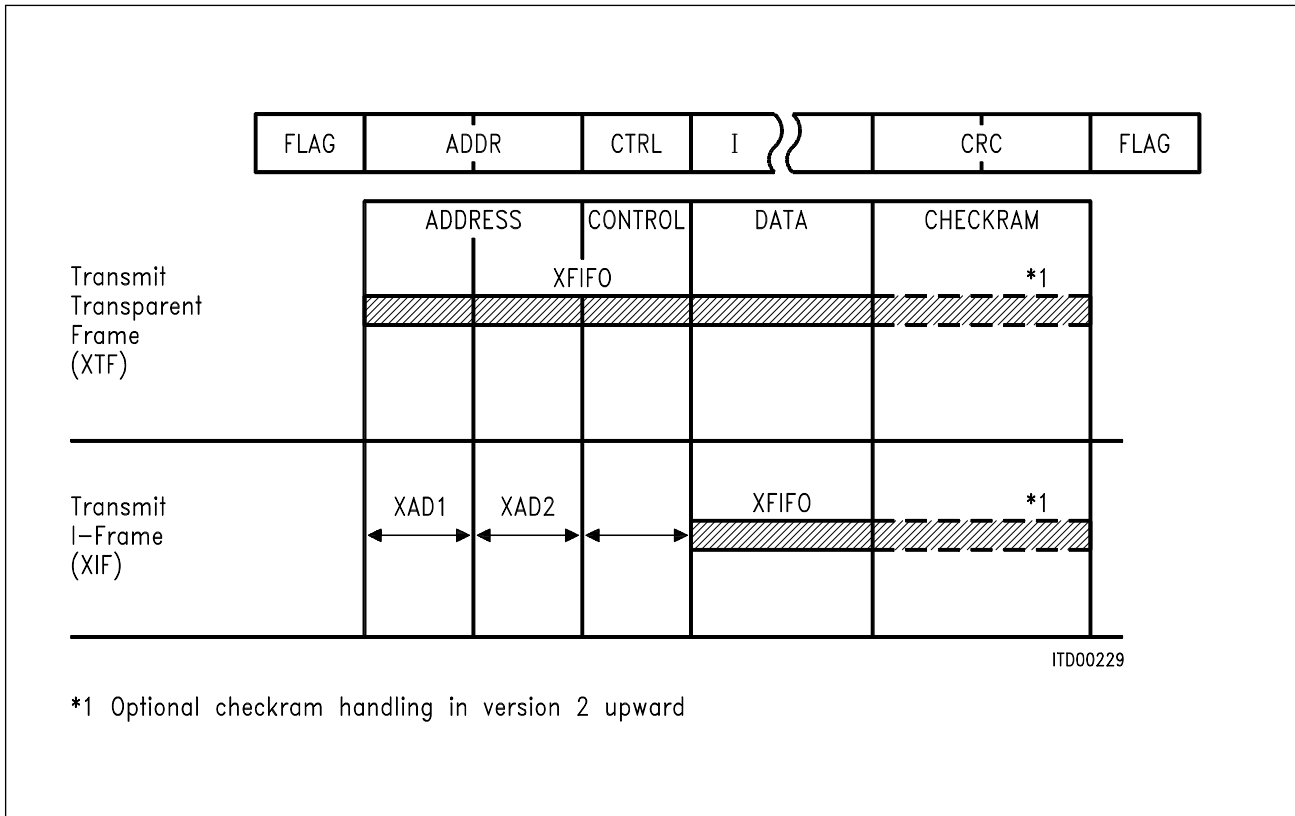 FLAG ADDR CTRL I CRC FLAG
ADDRESS CONTROL DATA CHECKRAM
XFIFO *1
Transmit
Transparent
Frame
(XTF)
XAD1 XAD2 XFIFO *1
Transmit
I-Frame
(XIF)
ITD00229
*1 Optional checkram handling in version 2 upward